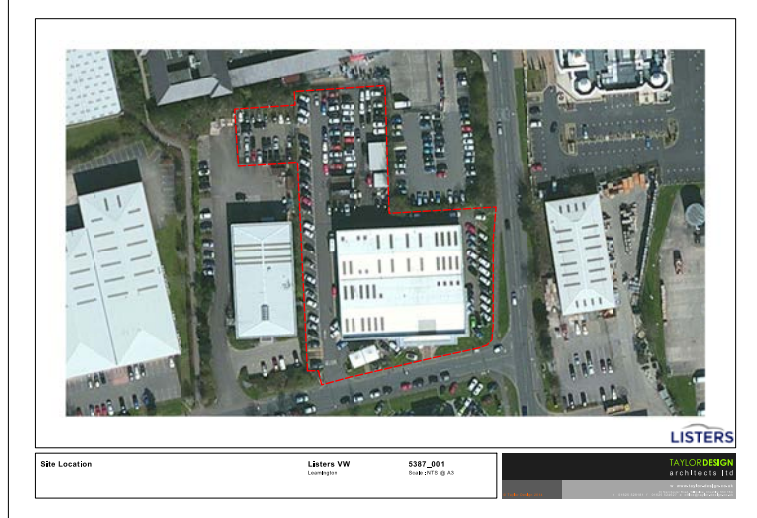 LISTERS
Site Location
Listers VW
Leamington
5387_001
Scale : NTS @ A3
TAYLORDESIGN
architects ltd